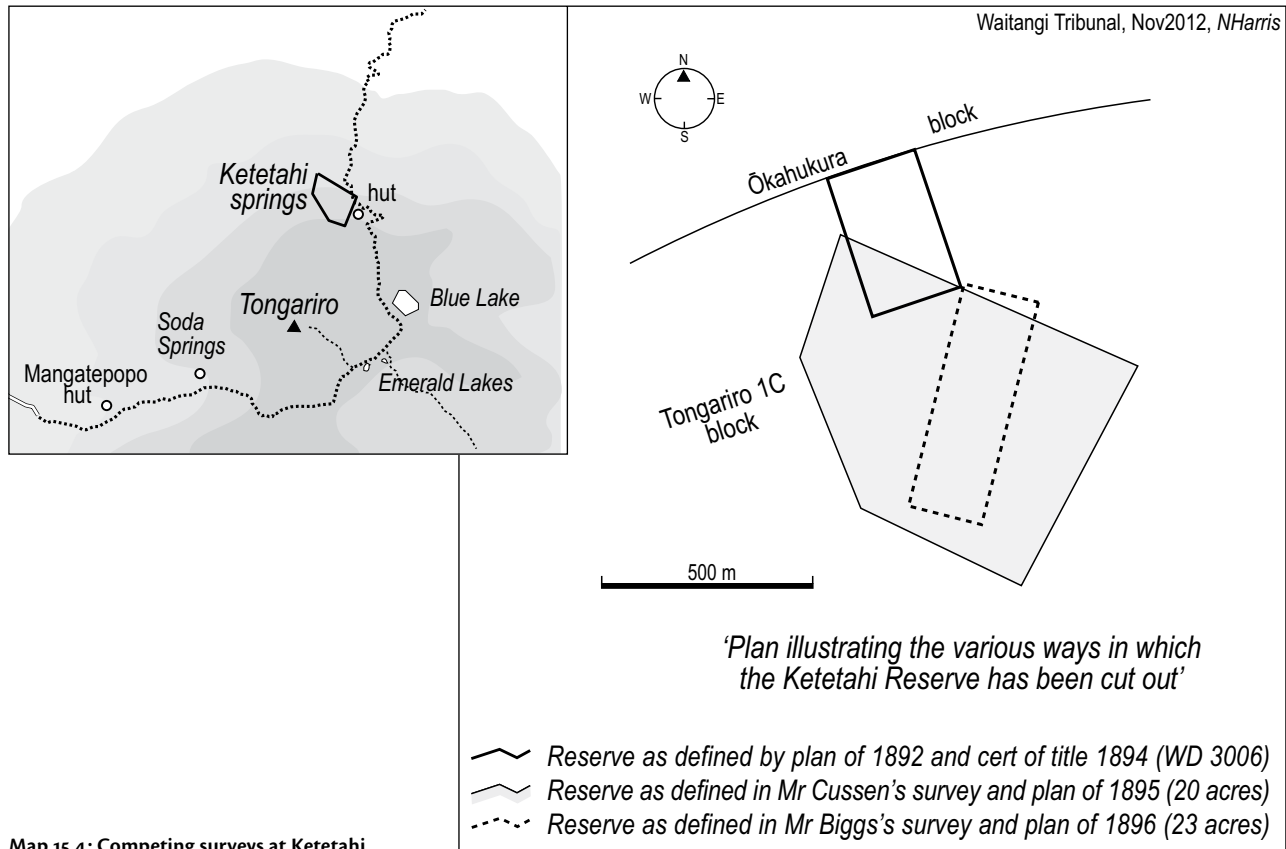 Waitangi Tribunal, Nov2012, NHarris
Ketetahi
springs
hut
Tongariro
Blue Lake
Soda
Springs
Mangatepopo
hut
Emerald Lakes
N
W
E
S
Ōkahukura
block
Tongariro 1C
block
500 m
‘Plan illustrating the various ways in which
the Ketetahi Reserve has been cut out’
Reserve as defined by plan of 1892 and cert of title 1894 (WD 3006)
Reserve as defined in Mr Cussen’s survey and plan of 1895 (20 acres)
Reserve as defined in Mr Biggs’s survey and plan of 1896 (23 acres)
Map 15.4: Competing surveys at Ketetahi